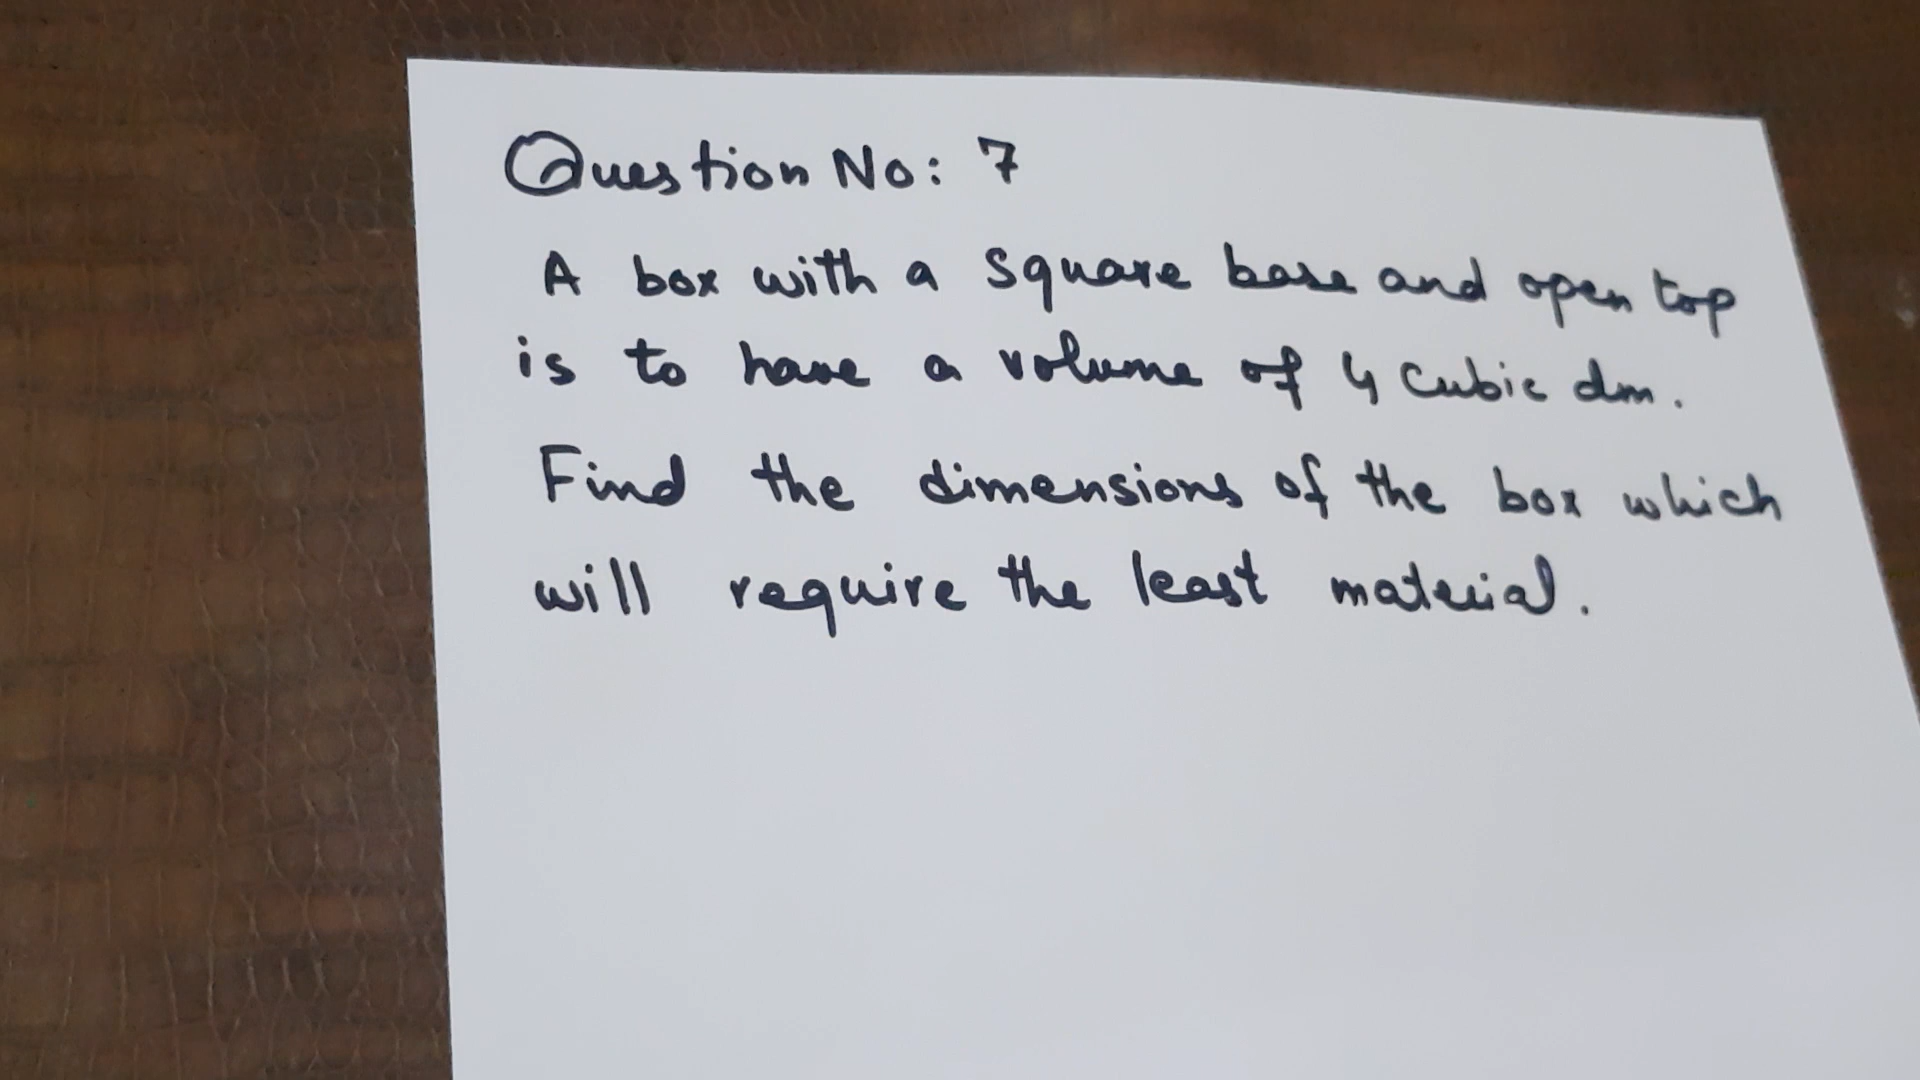 Question No: 7
A box with a square base and open top
is to have a volume of 4 cubic dm.
Find the dimensions of the box which
will require the least material.